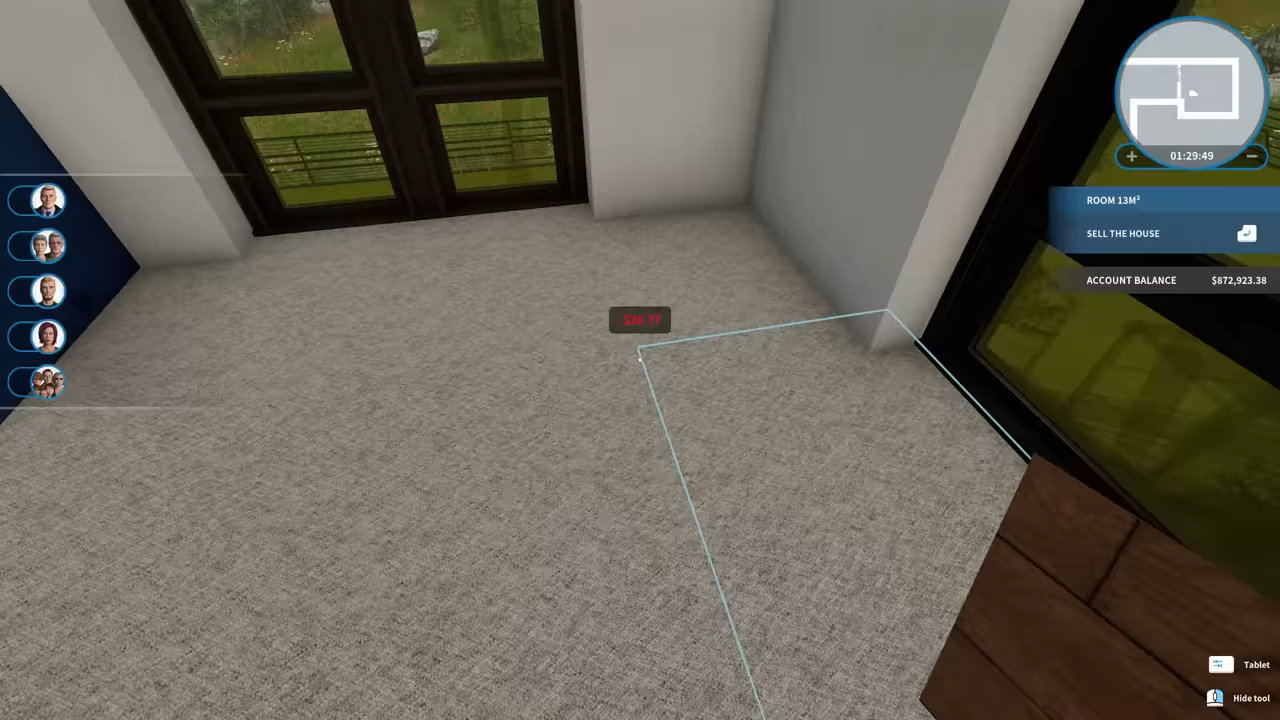 01:29:49
ROOM 13M²
SELL THE HOUSE
ACCOUNT BALANCE $872,923.38
Tablet
Hide tool